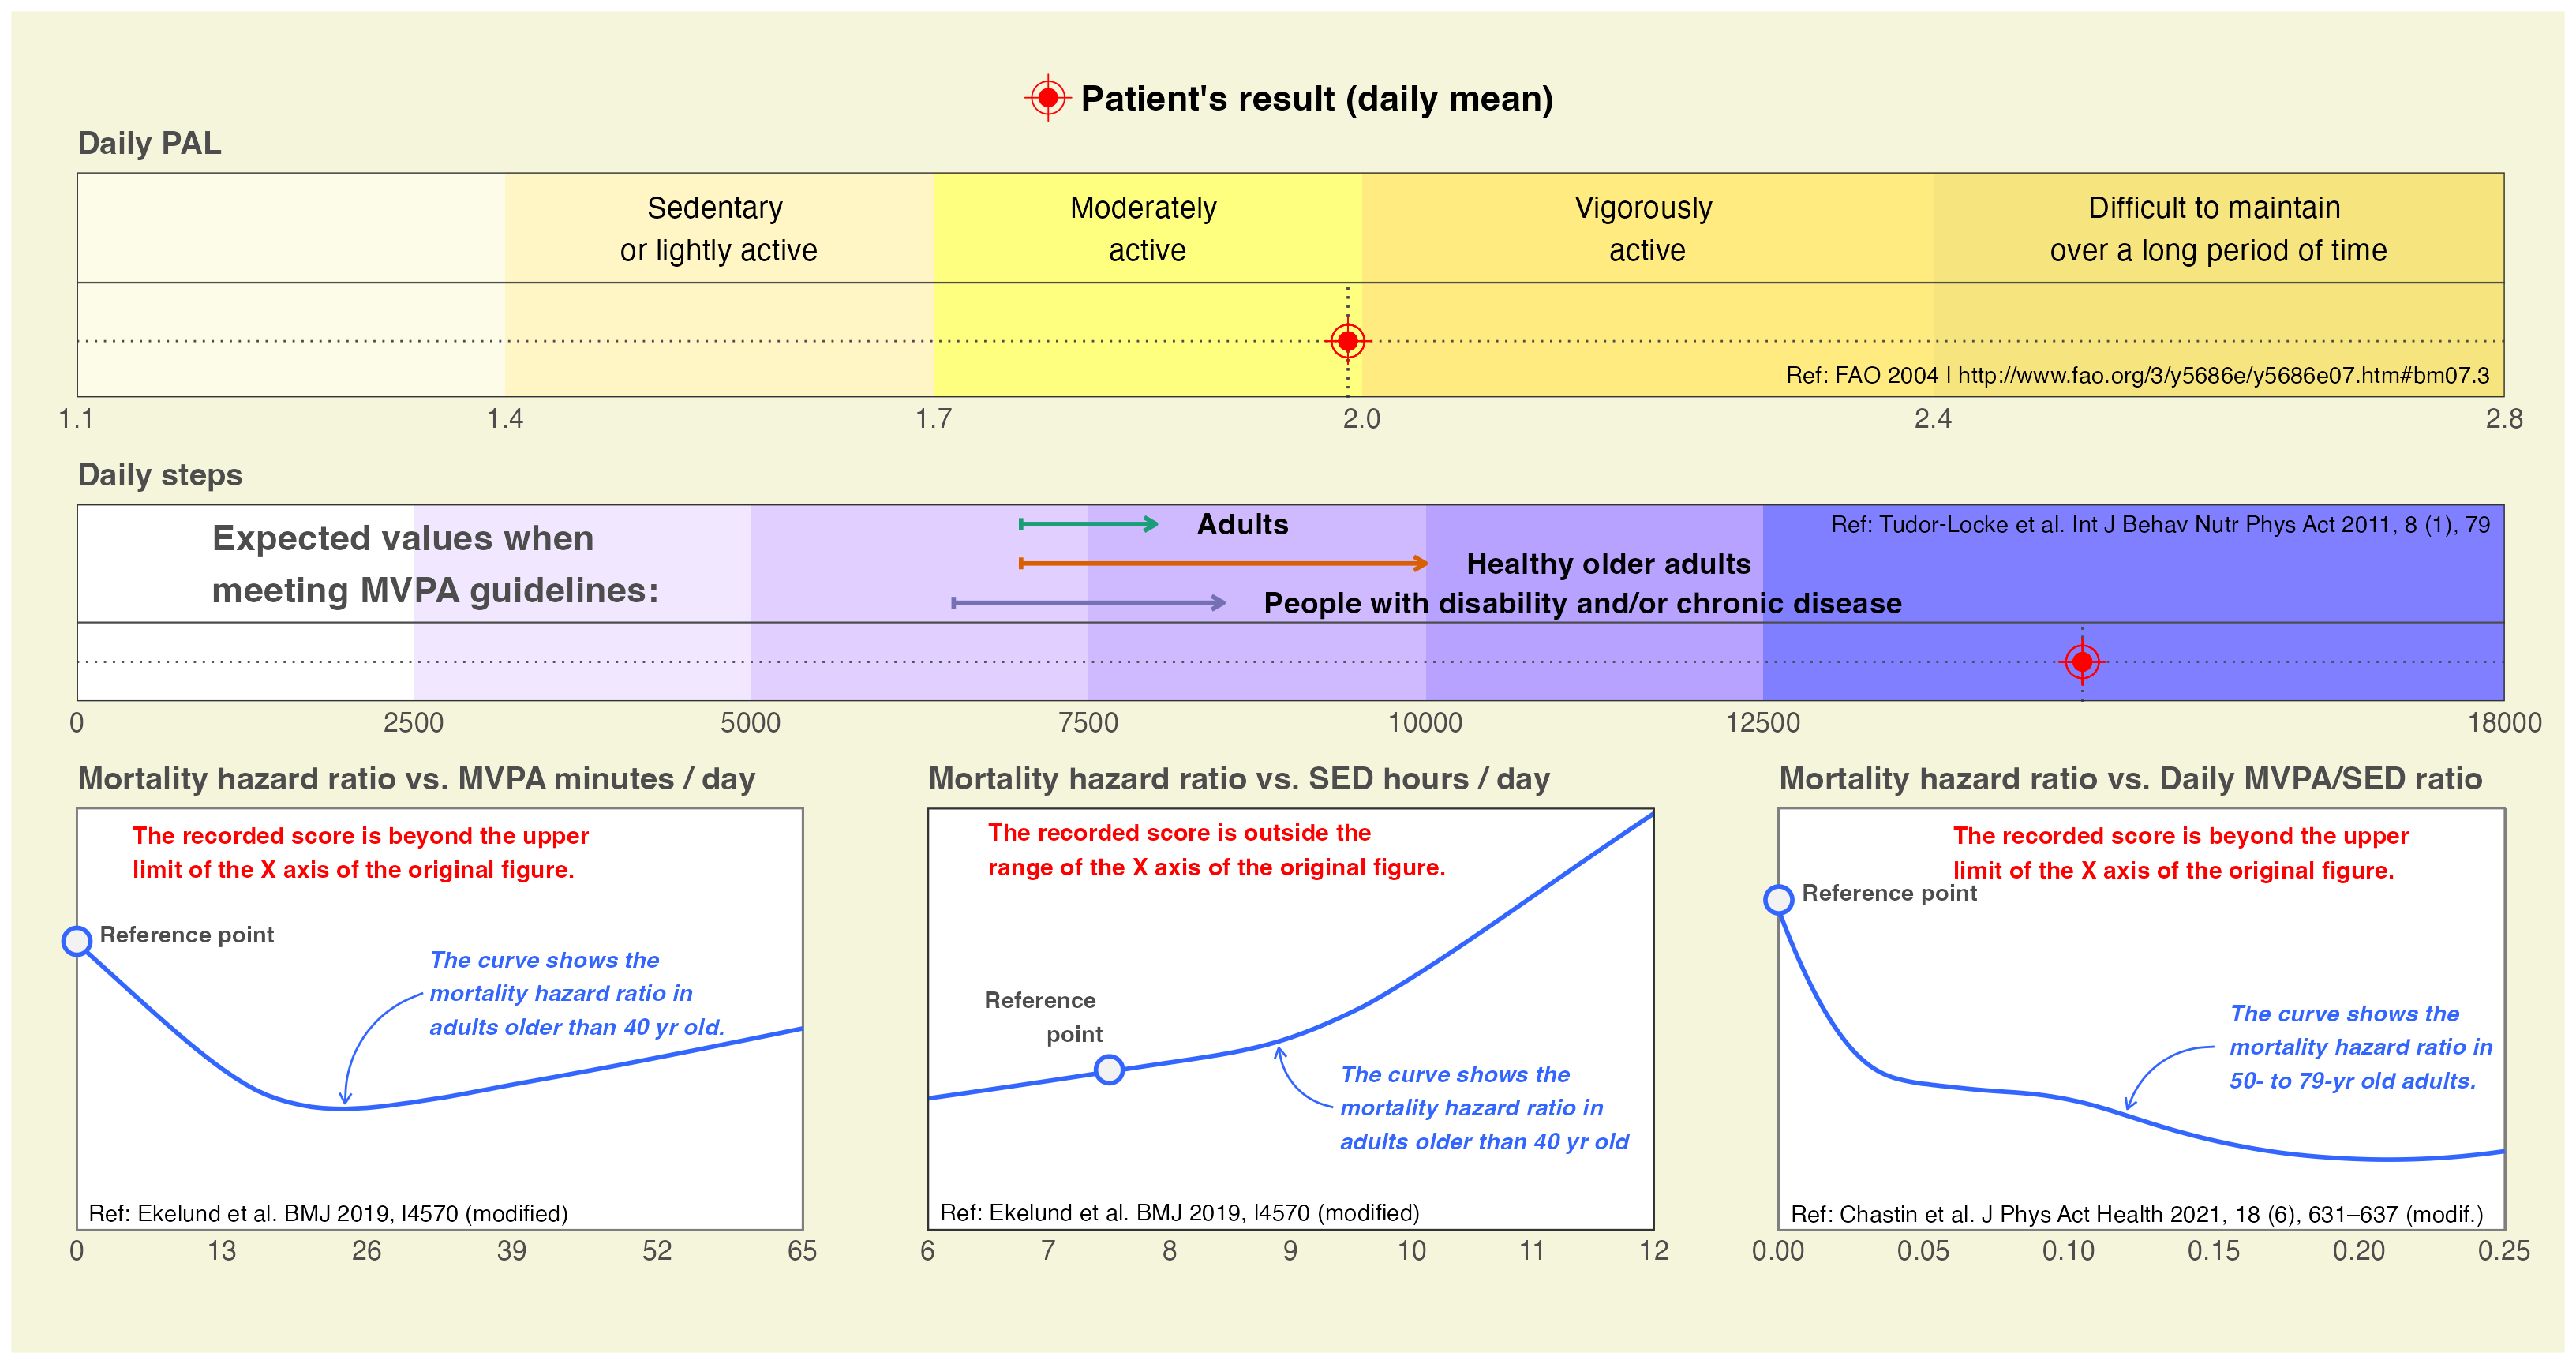 Patient's result (daily mean)
Daily PAL
Sedentary
or lightly active
Moderately
active
Vigorously
active
Difficult to maintain
over a long period of time
Ref: FAO 2004 | http://www.fao.org/3/y5686e/y5686e07.htm#bm07.3
1.1 1.4 1.7 2.0 2.4 2.8
Daily steps
Expected values when
meeting MVPA guidelines:
Adults
Healthy older adults
People with disability and/or chronic disease
Ref: Tudor-Locke et al. Int J Behav Nutr Phys Act 2011, 8 (1), 79
0 2500 5000 7500 10000 12500 18000
Mortality hazard ratio vs. MVPA minutes / day
The recorded score is beyond the upper
limit of the X axis of the original figure.
Reference point
The curve shows the
mortality hazard ratio in
adults older than 40 yr old.
Ref: Ekelund et al. BMJ 2019, l4570 (modified)
0 13 26 39 52 65
Mortality hazard ratio vs. SED hours / day
The recorded score is outside the
range of the X axis of the original figure.
Reference
point
The curve shows the
mortality hazard ratio in
adults older than 40 yr old
Ref: Ekelund et al. BMJ 2019, l4570 (modified)
6 7 8 9 10 11 12
Mortality hazard ratio vs. Daily MVPA/SED ratio
The recorded score is beyond the upper
limit of the X axis of the original figure.
Reference point
The curve shows the
mortality hazard ratio in
50- to 79-yr old adults.
Ref: Chastin et al. J Phys Act Health 2021, 18 (6), 631–637 (modif.)
0.00 0.05 0.10 0.15 0.20 0.25